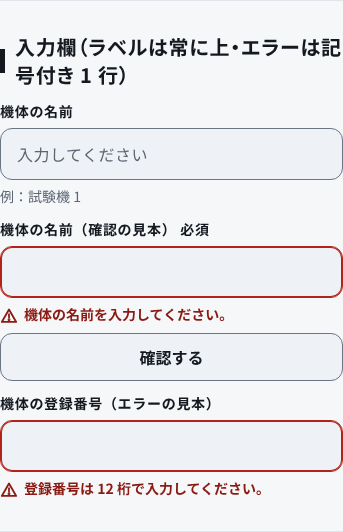 入力欄（ラベルは常に上・エラーは記
号付き 1 行）
機体の名前
入力してください
例：試験機 1
機体の名前（確認の見本） 必須
機体の名前を入力してください。
確認する
機体の登録番号（エラーの見本）
登録番号は 12 桁で入力してください。